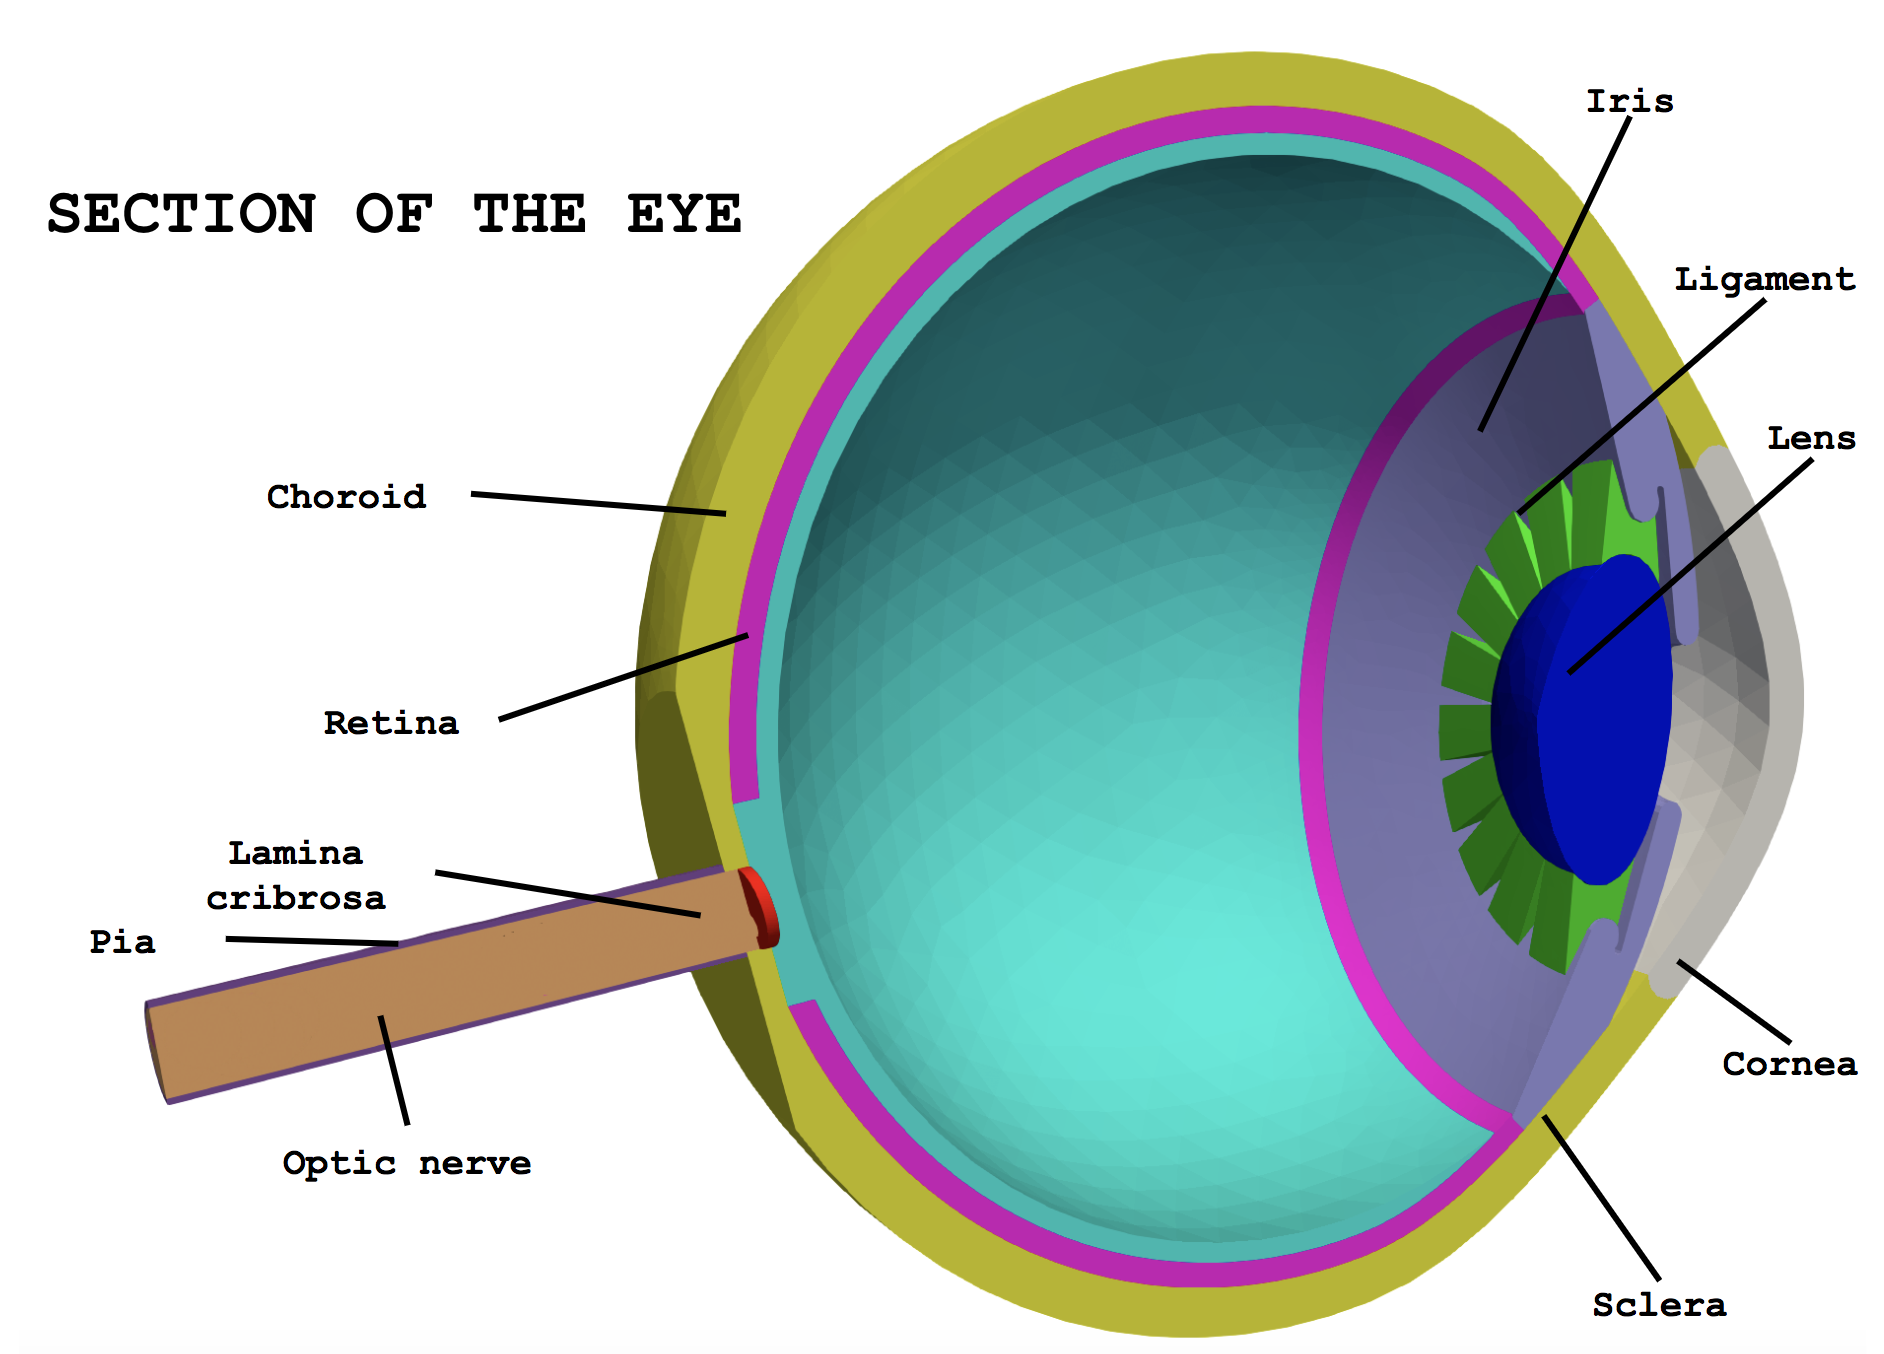 SECTION OF THE EYE
Iris
Ligament
Lens
Choroid
Retina
Lamina
cribrosa
Pia
Optic nerve
Cornea
Sclera